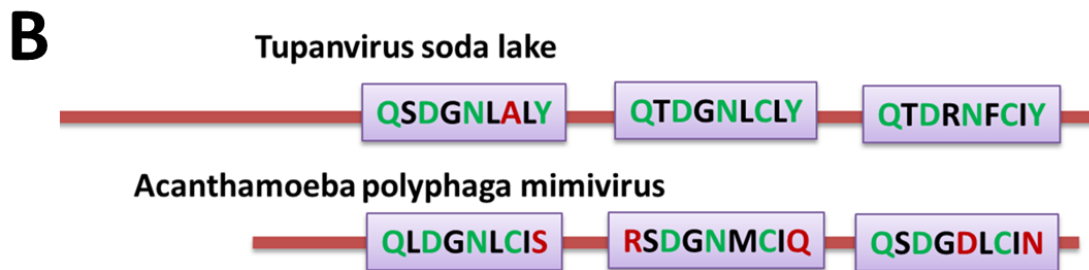 B
Tupanvirus soda lake
QSDGNLALY QTDGNLCLY QTDRNFCIY
Acanthamoeba polyphaga mimivirus
QLDGNLCIS RSDGNMCIQ QSDGDLCIN